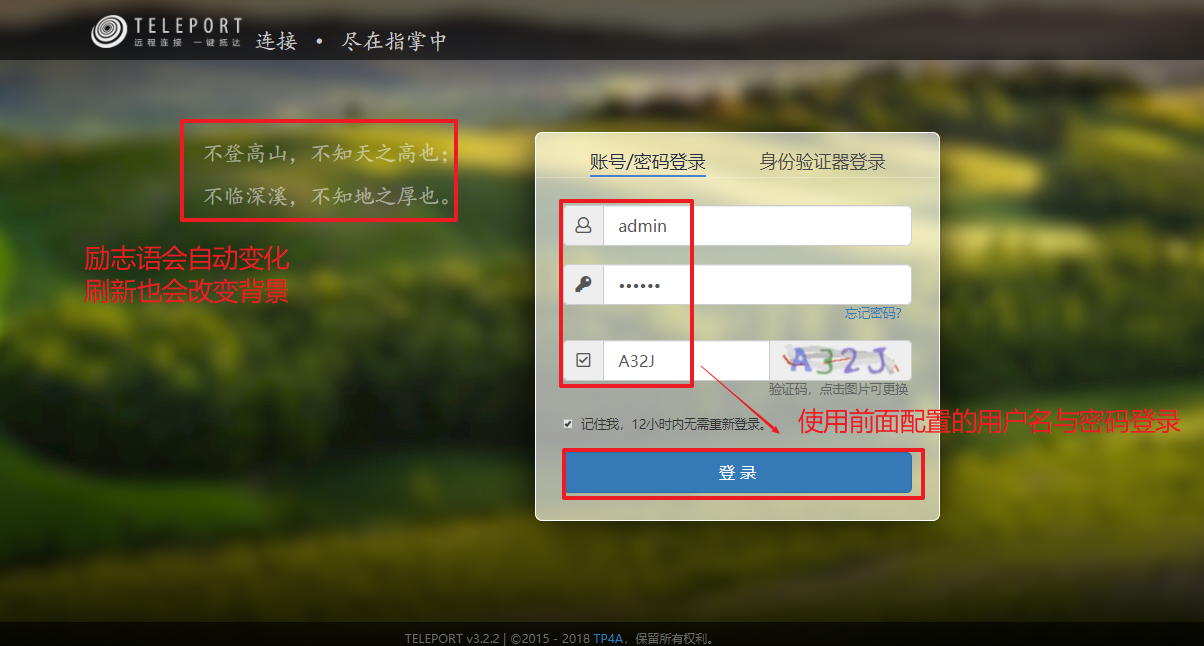 TELEPORT
远程连接 一键抵达
连接 • 尽在指掌中
不登高山，不知天之高也；
不临深溪，不知地之厚也。
励志语会自动变化
刷新也会改变背景
账号/密码登录 身份验证器登录
admin
••••••
忘记密码?
A32J A32J
验证码，点击图片可更换
记住我，12小时内无需重新登录。
使用前面配置的用户名与密码登录
登 录
TELEPORT v3.2.2 | ©2015 - 2018 TP4A，保留所有权利。